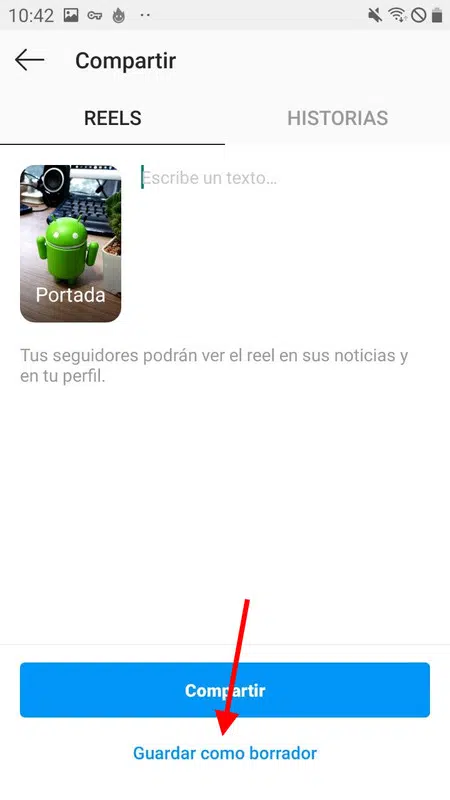 10:42
Compartir
REELS
HISTORIAS
Escribe un texto...
Portada
Tus seguidores podrán ver el reel en sus noticias y
en tu perfil.
Compartir
Guardar como borrador